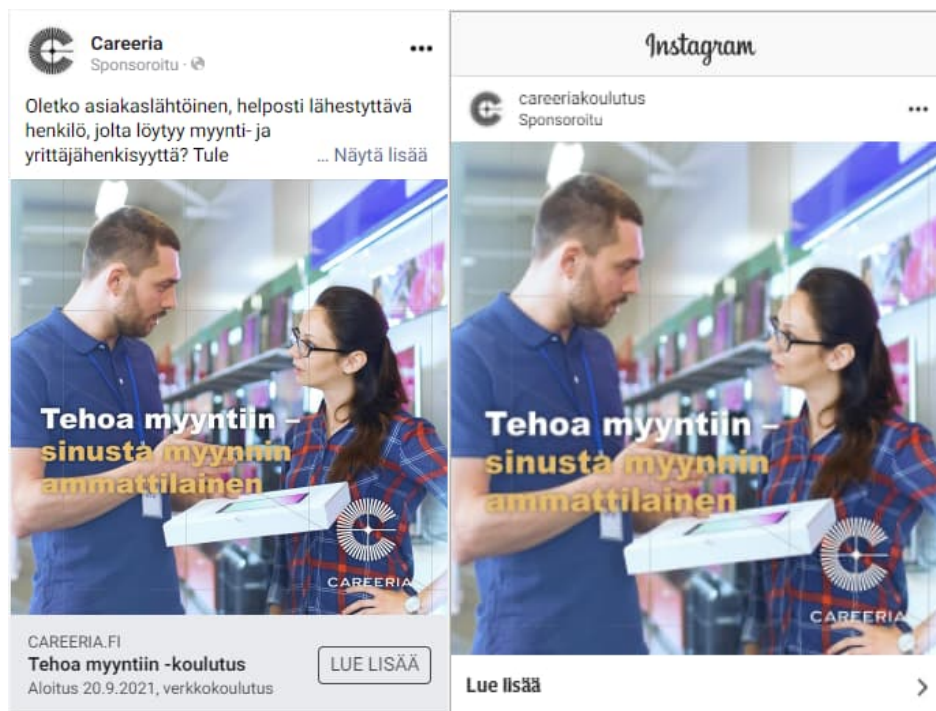 Careeria
Sponsoroitu ·
Oletko asiakaslähtöinen, helposti lähestyttävä
henkilö, jolta löytyy myynti- ja
yrittäjähenkisyyttä? Tule ... Näytä lisää
Tehoa myyntiin –
sinusta myynnin
ammattilainen
CAREERIA
CAREERIA.FI
Tehoa myyntiin -koulutus
Aloitus 20.9.2021, verkkokoulutus
LUE LISÄÄ
Instagram
careeriakoulutus
Sponsoroitu
Tehoa myyntiin –
sinusta myynnin
ammattilainen
CAREERIA
Lue lisää